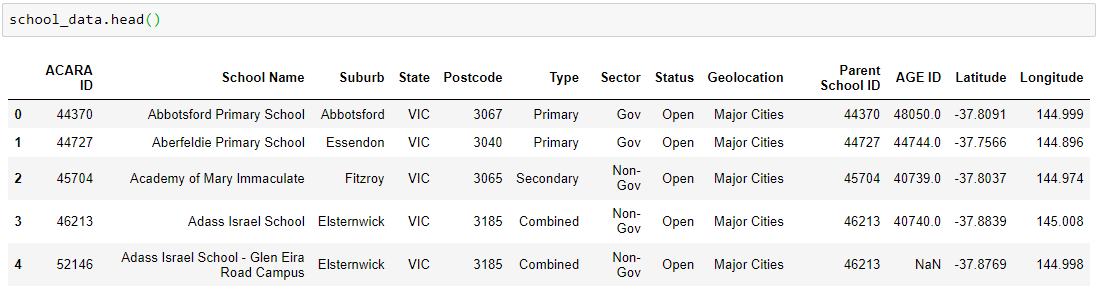 school_data.head()
ACARA ID School Name Suburb State Postcode Type Sector Status Geolocation Parent School ID AGE ID Latitude Longitude
0 44370 Abbotsford Primary School Abbotsford VIC 3067 Primary Gov Open Major Cities 44370 48050.0 -37.8091 144.999
1 44727 Aberfeldie Primary School Essendon VIC 3040 Primary Gov Open Major Cities 44727 44744.0 -37.7566 144.896
2 45704 Academy of Mary Immaculate Fitzroy VIC 3065 Secondary Non-Gov Open Major Cities 45704 40739.0 -37.8037 144.974
3 46213 Adass Israel School Elsternwick VIC 3185 Combined Non-Gov Open Major Cities 46213 40740.0 -37.8839 145.008
4 52146 Adass Israel School - Glen Eira Road Campus Elsternwick VIC 3185 Combined Non-Gov Open Major Cities 46213 NaN -37.8769 144.998